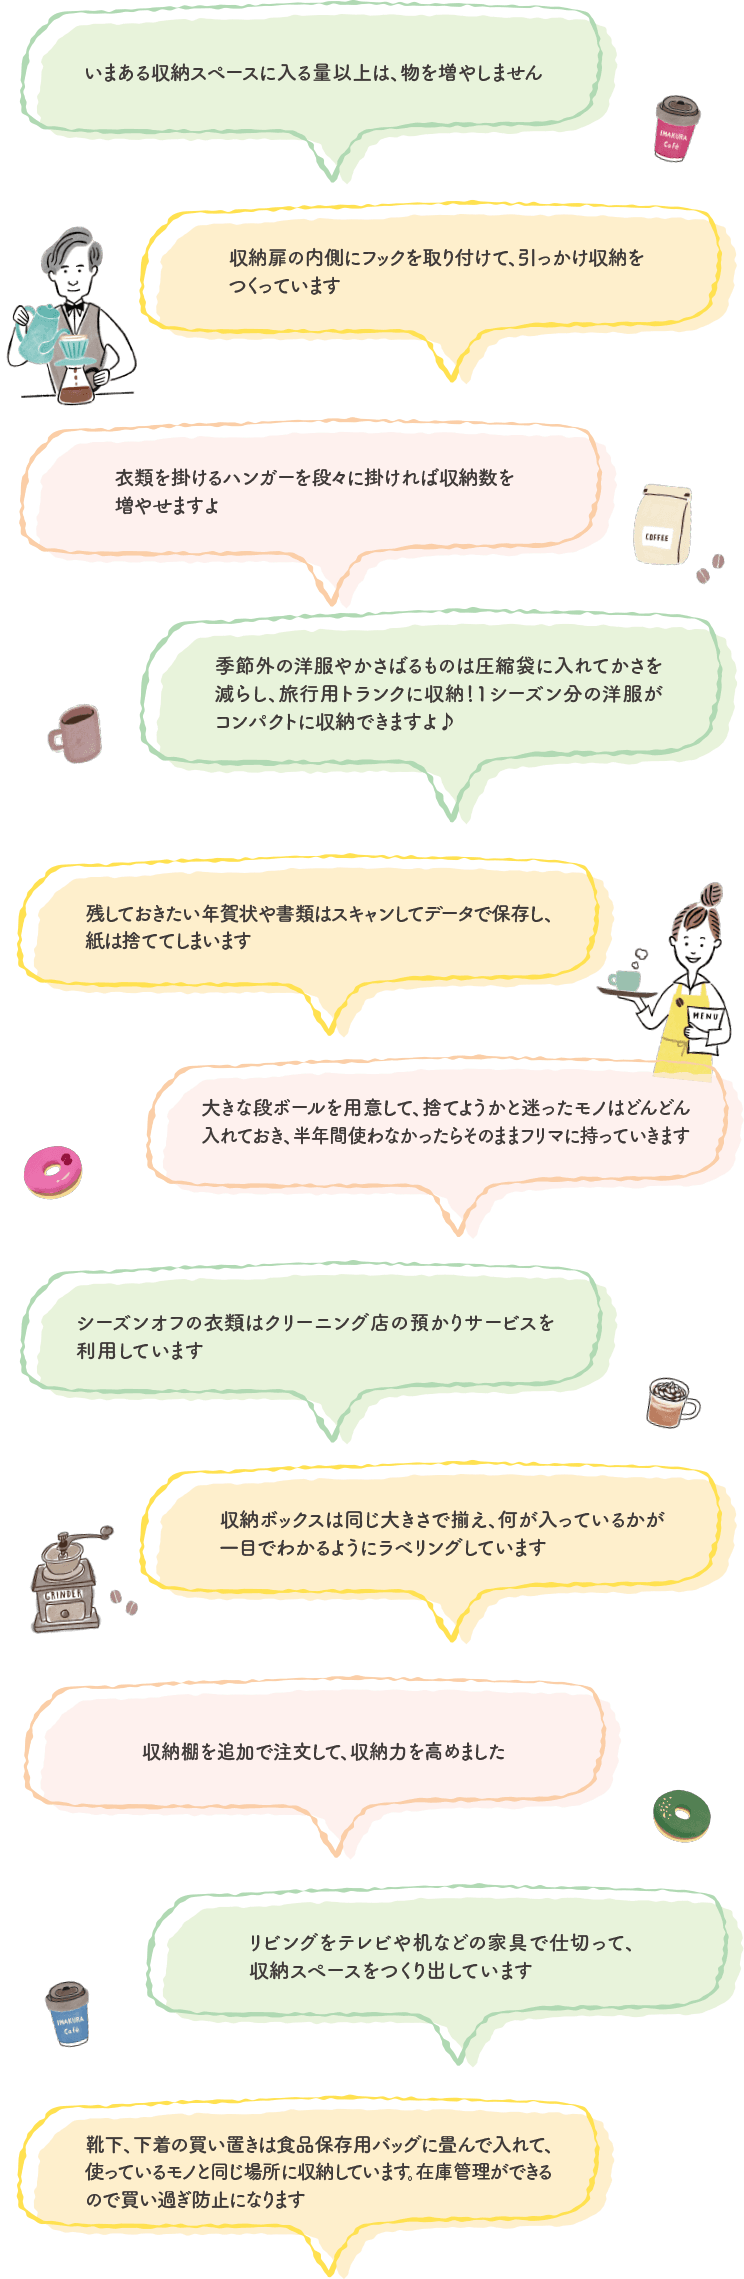 いまある収納スペースに入る量以上は、物を増やしません
IMAKURA
Café
収納扉の内側にフックを取り付けて、引っかけ収納を
つくっています
衣類を掛けるハンガーを段々に掛ければ収納数を
増やせますよ
COFFEE
季節外の洋服やかさばるものは圧縮袋に入れてかさを
減らし、旅行用トランクに収納！1シーズン分の洋服が
コンパクトに収納できますよ♪
残しておきたい年賀状や書類はスキャンしてデータで保存し、
紙は捨ててしまいます
MENU
大きな段ボールを用意して、捨てようかと迷ったモノはどんどん
入れておき、半年間使わなかったらそのままフリマに持っていきます
シーズンオフの衣類はクリーニング店の預かりサービスを
利用しています
収納ボックスは同じ大きさで揃え、何が入っているかが
一目でわかるようにラベリングしています
GRINDER
収納棚を追加で注文して、収納力を高めました
リビングをテレビや机などの家具で仕切って、
収納スペースをつくり出しています
IMAKURA
Café
靴下、下着の買い置きは食品保存用バッグに畳んで入れて、
使っているモノと同じ場所に収納しています。在庫管理ができる
ので買い過ぎ防止になります